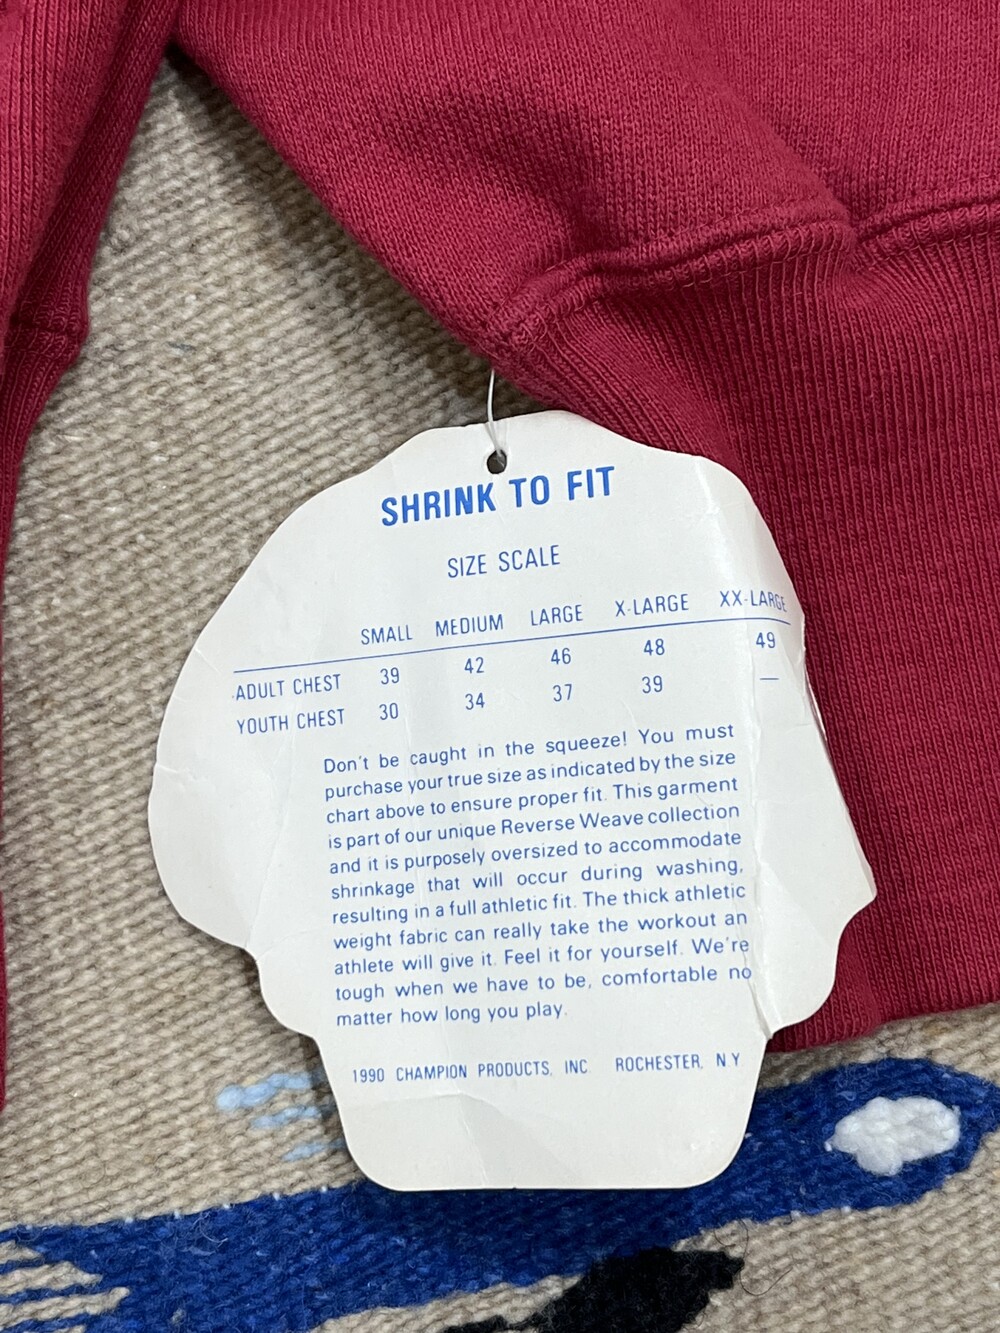 SHRINK TO FIT
SIZE SCALE
SMALL MEDIUM LARGE X-LARGE XX-LARGE
ADULT CHEST 39 42 46 48 49
YOUTH CHEST 30 34 37 39 —
Don't be caught in the squeeze! You must
purchase your true size as indicated by the size
chart above to ensure proper fit. This garment
is part of our unique Reverse Weave collection
and it is purposely oversized to accommodate
shrinkage that will occur during washing,
resulting in a full athletic fit. The thick athletic
weight fabric can really take the workout an
athlete will give it. Feel it for yourself. We're
tough when we have to be, comfortable no
matter how long you play.
1990 CHAMPION PRODUCTS, INC. ROCHESTER, N.Y